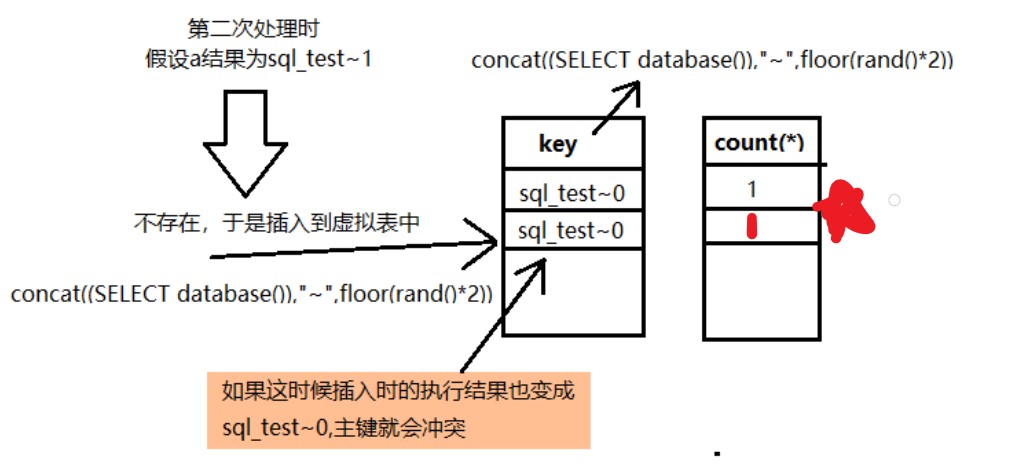 第二次处理时
假设a结果为sql_test~1
concat((SELECT database()),"~",floor(rand()*2))
key
count(*)
sql_test~0
1
不存在，于是插入到虚拟表中
sql_test~0
1
concat((SELECT database()),"~",floor(rand()*2))
如果这时候插入时的执行结果也变成
sql_test~0,主键就会冲突